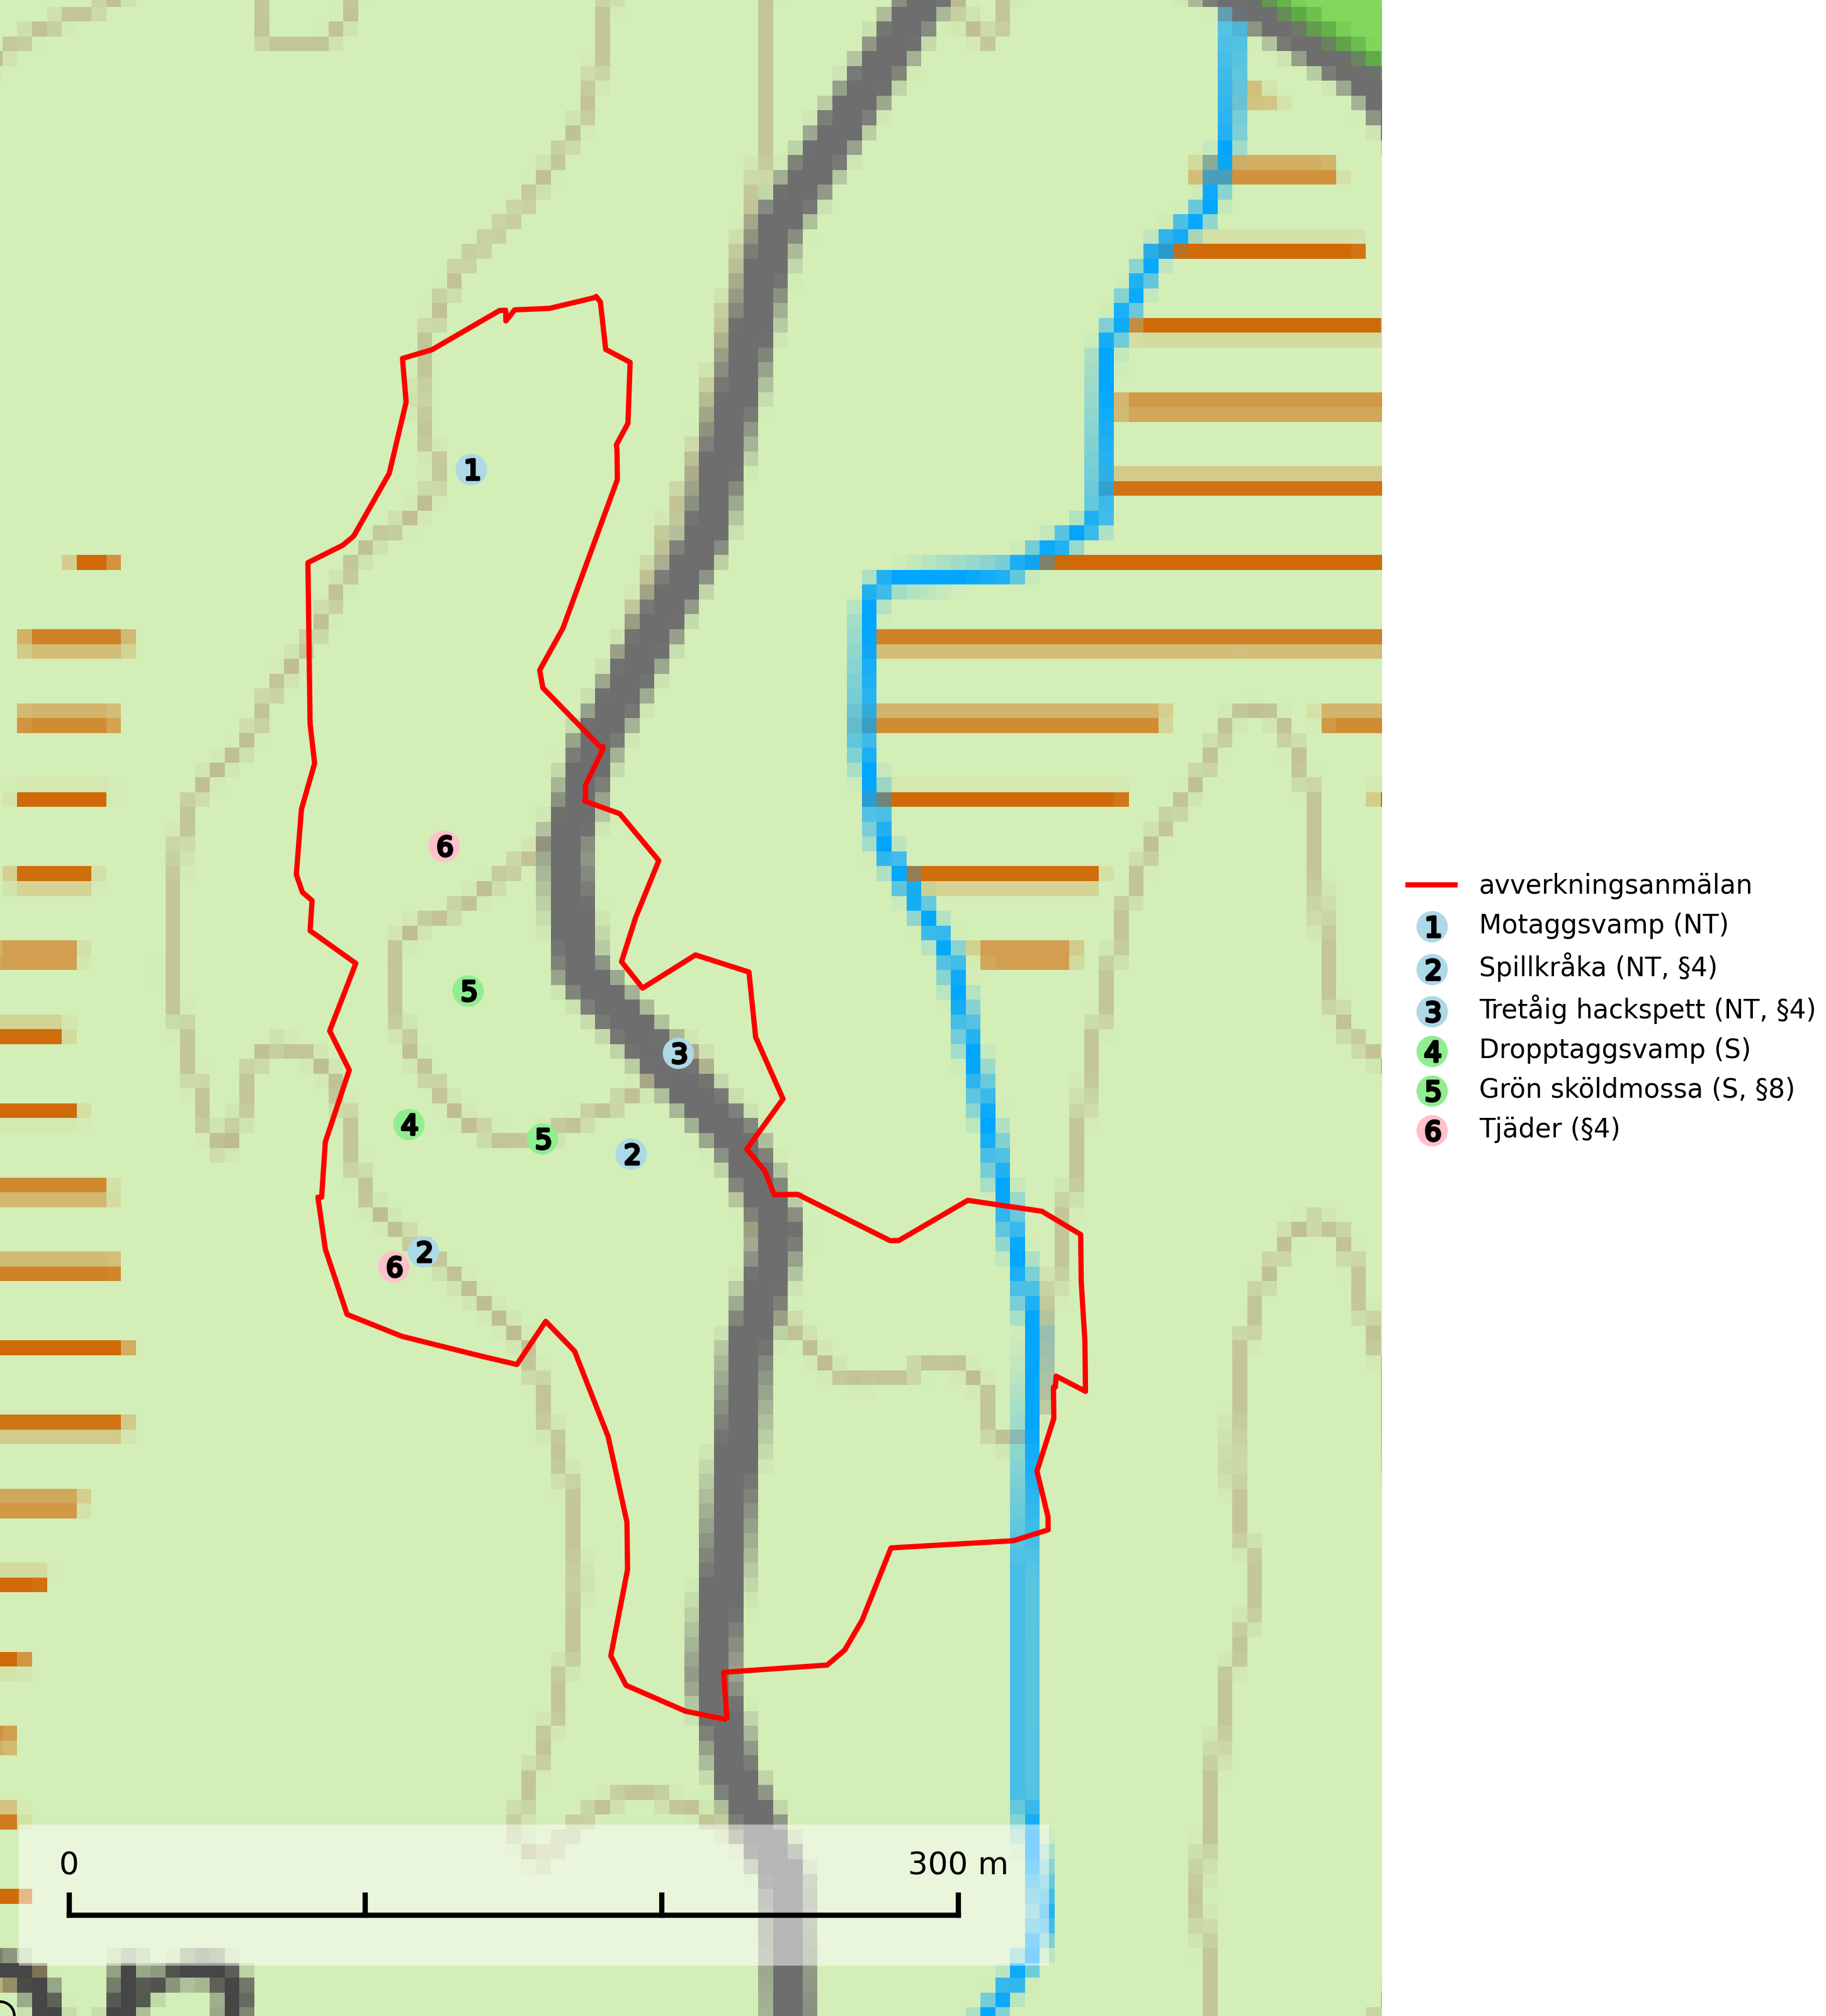 1
6
5
3
4
5
2
2
6
avverkningsanmälan
1 Motaggsvamp (NT)
2 Spillkråka (NT, §4)
3 Tretåig hackspett (NT, §4)
4 Dropptaggsvamp (S)
5 Grön sköldmossa (S, §8)
6 Tjäder (§4)
0 300 m